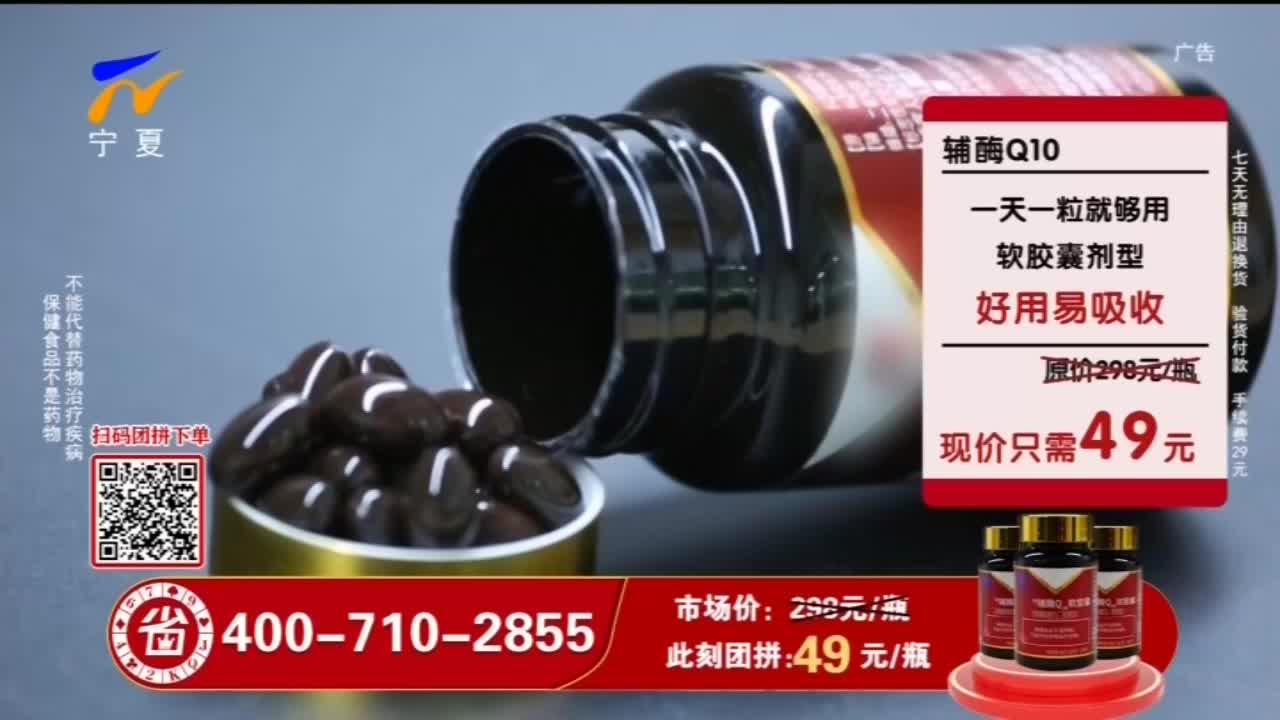 宁夏
广告
辅酶Q10
一天一粒就够用
软胶囊剂型
好用易吸收
原价298元/瓶
现价只需49元
七天无理由退换货 验货付款 手续费29元
不能代替药物治疗疾病
保健食品不是药物
扫码团拼下单
省
400-710-2855
市场价：298元/瓶
此刻团拼:49元/瓶